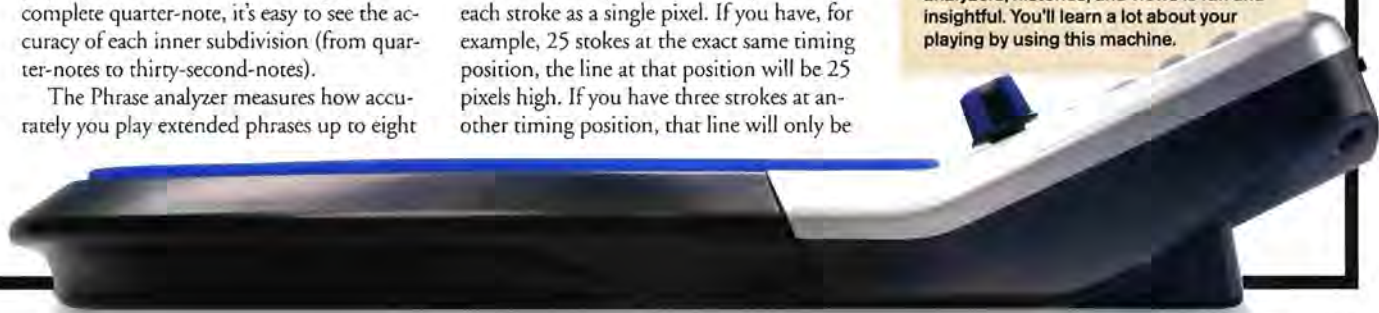 complete quarter-note, it's easy to see the ac-
curacy of each inner subdivision (from quar-
ter-notes to thirty-second-notes).
The Phrase analyzer measures how accu-
rately you play extended phrases up to eight
each stroke as a single pixel. If you have, for
example, 25 stokes at the exact same timing
position, the line at that position will be 25
pixels high. If you have three strokes at an-
other timing position, that line will only be
insightful. You'll learn a lot about your
playing by using this machine.